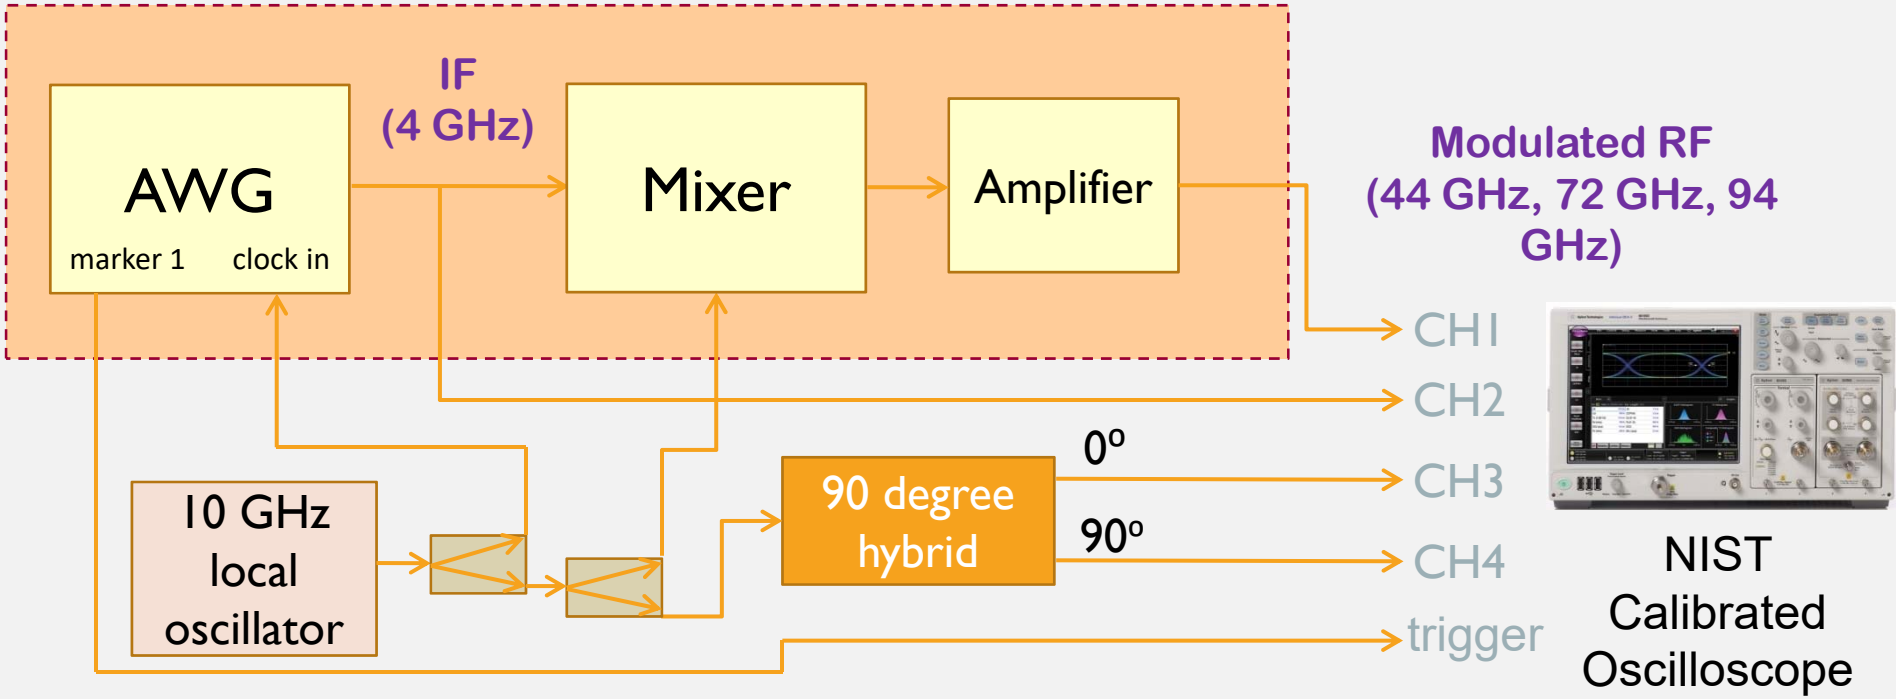 IF
(4 GHz)
AWG
marker 1
clock in
Mixer
Amplifier
Modulated RF
(44 GHz, 72 GHz, 94
GHz)
CH1
CH2
0º
CH3
90º
CH4
trigger
10 GHz
local
oscillator
90 degree
hybrid
NIST
Calibrated
Oscilloscope